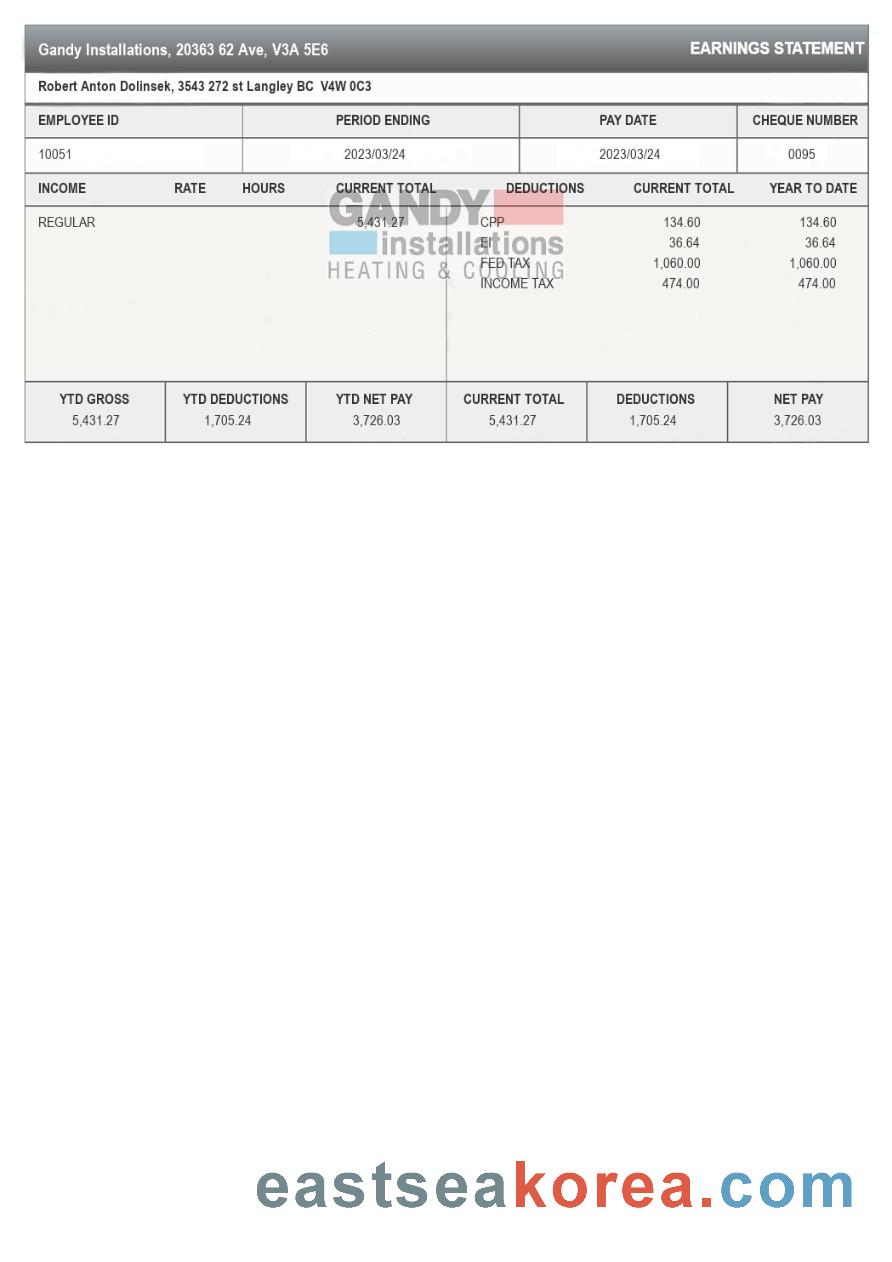 Gandy Installations, 20363 62 Ave, V3A 5E6 EARNINGS STATEMENT
Robert Anton Dolinsek, 3543 272 st Langley BC V4W 0C3
EMPLOYEE ID PERIOD ENDING PAY DATE CHEQUE NUMBER
10051 2023/03/24 2023/03/24 0095
INCOME RATE HOURS CURRENT TOTAL DEDUCTIONS CURRENT TOTAL YEAR TO DATE
GANDY
installations
HEATING & COOLING
REGULAR 5,431.27 CPP 134.60 134.60
EI 36.64 36.64
FED TAX 1,060.00 1,060.00
INCOME TAX 474.00 474.00
YTD GROSS YTD DEDUCTIONS YTD NET PAY CURRENT TOTAL DEDUCTIONS NET PAY
5,431.27 1,705.24 3,726.03 5,431.27 1,705.24 3,726.03
eastseakorea.com